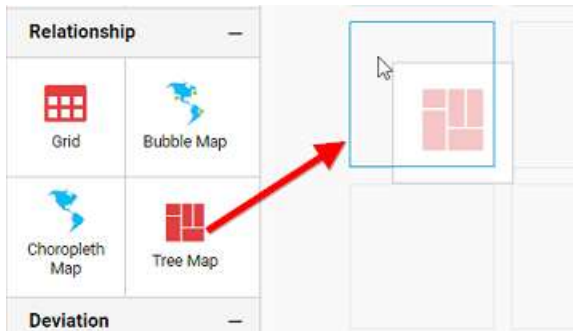 Relationship –
Grid
Bubble Map
Choropleth
Map
Tree Map
Deviation –